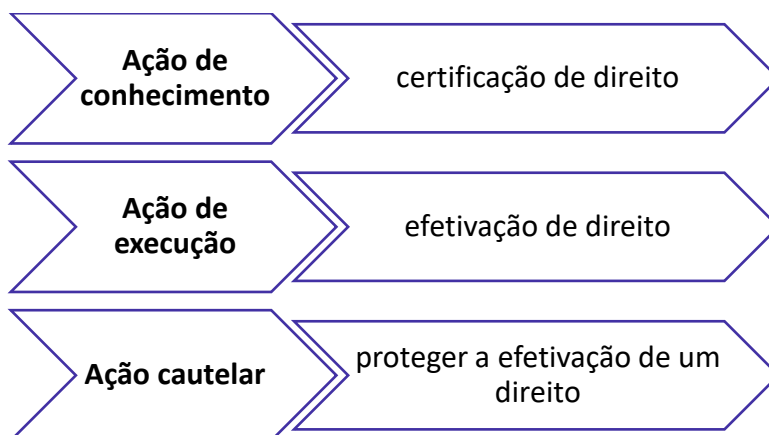 Ação de
conhecimento
certificação de direito
Ação de
execução
efetivação de direito
Ação cautelar
proteger a efetivação de um
direito